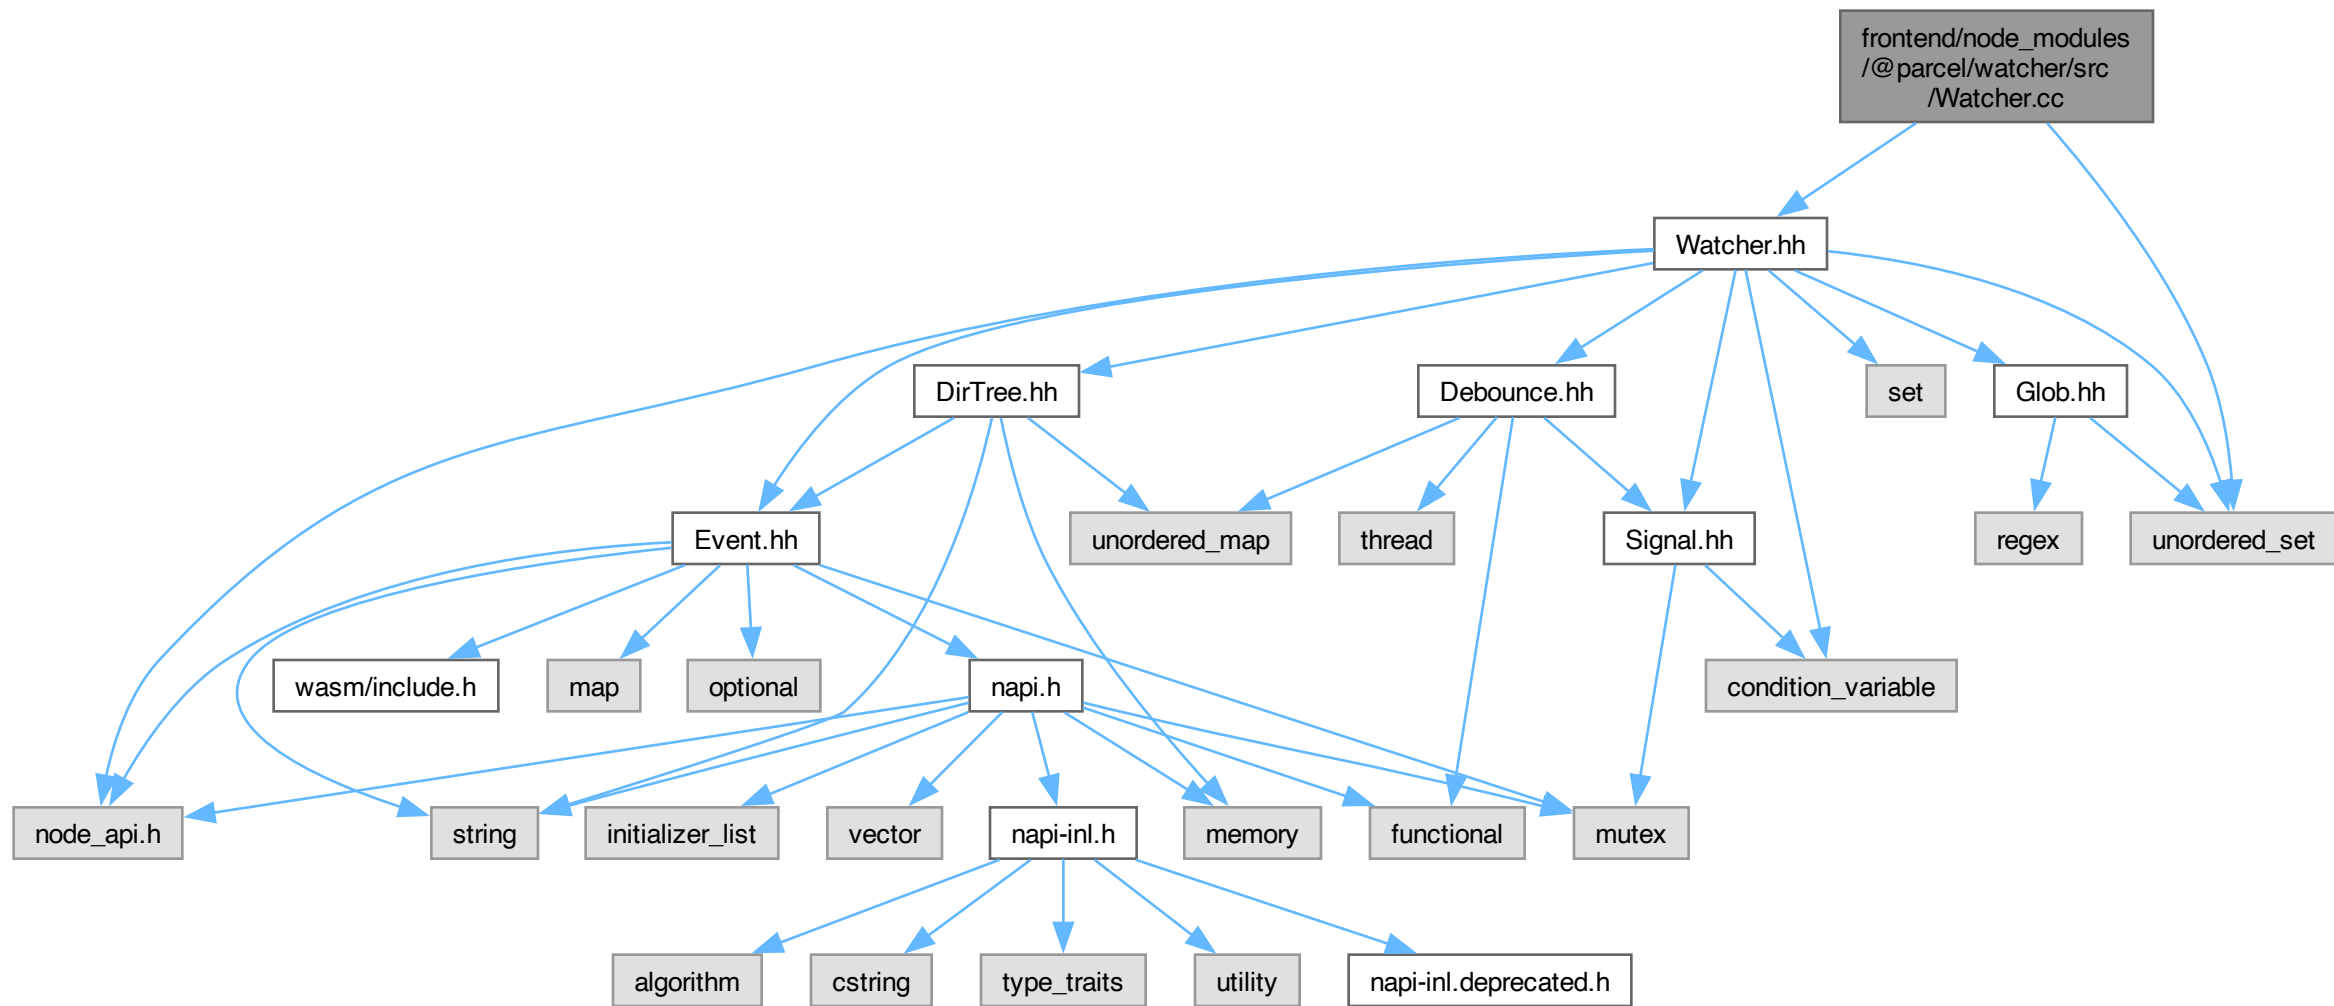 frontend/node_modules
/@parcel/watcher/src
/Watcher.cc
Watcher.hh
DirTree.hh
Debounce.hh
set
Glob.hh
Event.hh
unordered_map
thread
Signal.hh
regex
unordered_set
wasm/include.h
map
optional
napi.h
condition_variable
node_api.h
string
initializer_list
vector
napi-inl.h
memory
functional
mutex
algorithm
cstring
type_traits
utility
napi-inl.deprecated.h